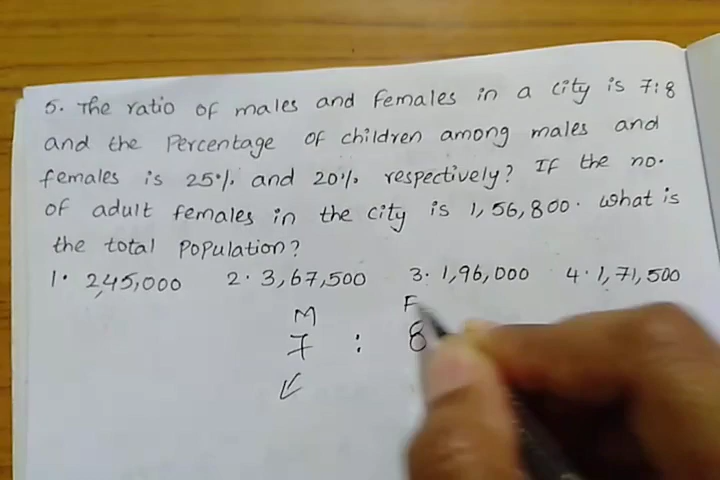 5. The ratio of males and females in a city is 7:8
and the Percentage of children among males and
females is 25% and 20% respectively? If the no.
of adult females in the city is 1,56,800. what is
the total population?
1. 2,45,000 2. 3,67,500 3. 1,96,000 4. 1,71,500
M F
7 : 8